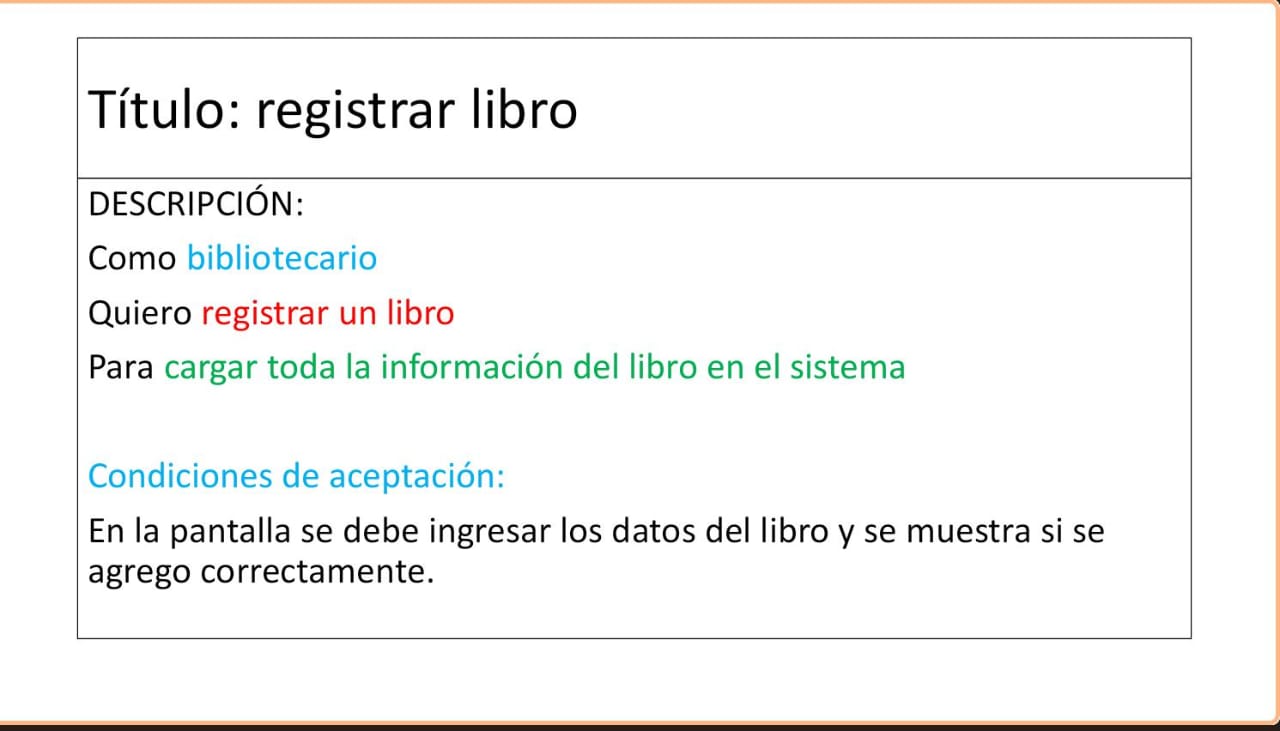 Título: registrar libro
DESCRIPCIÓN:
Como bibliotecario
Quiero registrar un libro
Para cargar toda la información del libro en el sistema
Condiciones de aceptación:
En la pantalla se debe ingresar los datos del libro y se muestra si se
agrego correctamente.